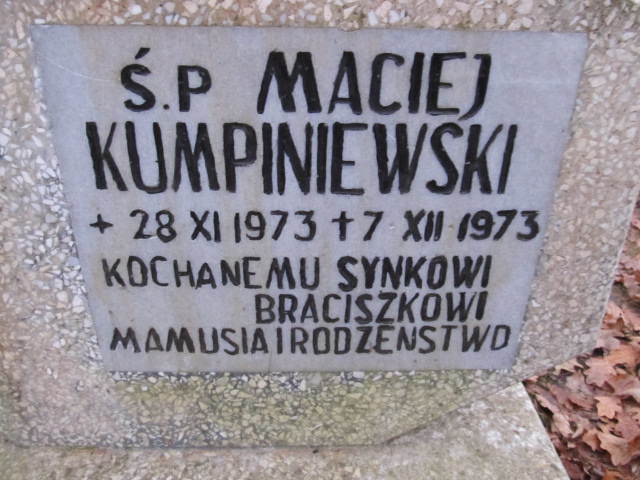 Ś.P MACIEJ
KUMPINIEWSKI
+ 28 XI 1973 † 7 XII 1973
KOCHANEMU SYNKOWI
BRACISZKOWI
MAMUSIA I RODZEŃSTWO